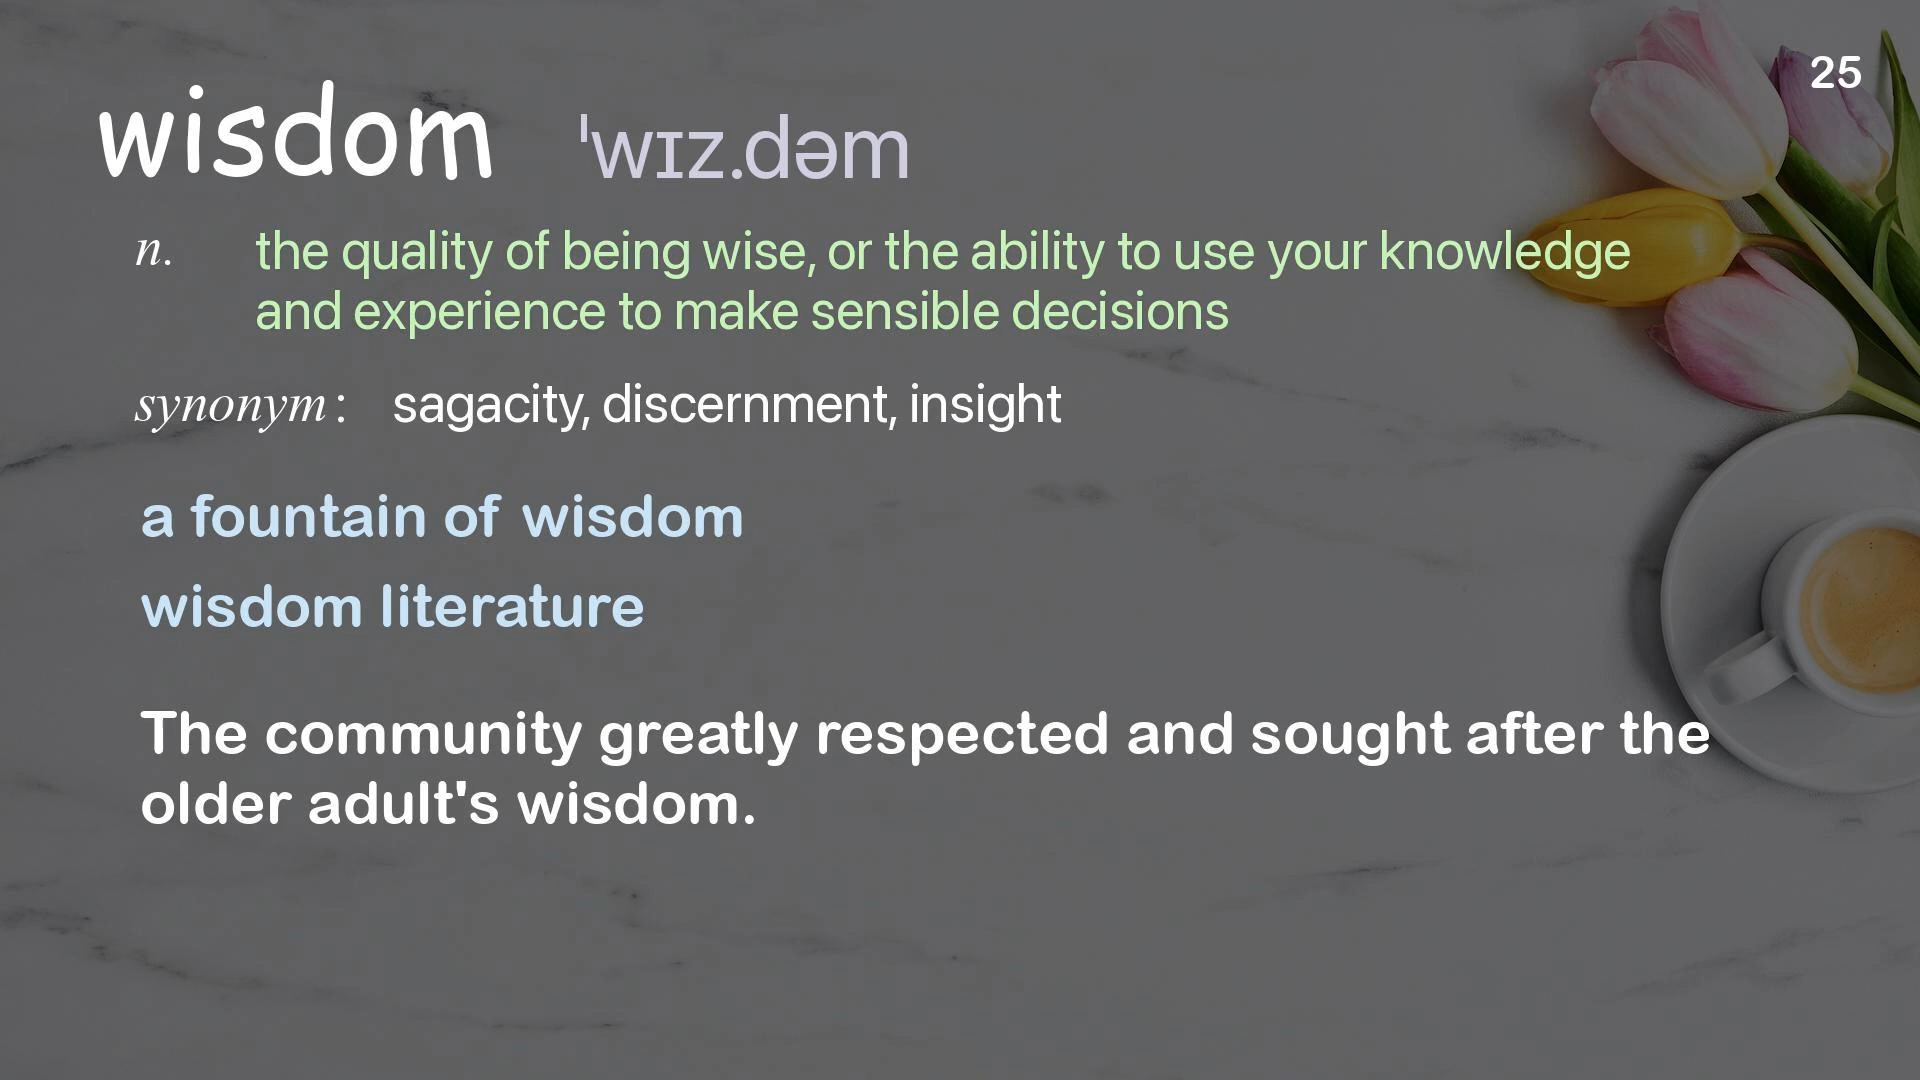 25
wisdom ˈwɪz.dəm
n. the quality of being wise, or the ability to use your knowledge
and experience to make sensible decisions
synonym: sagacity, discernment, insight
a fountain of wisdom
wisdom literature
The community greatly respected and sought after the
older adult's wisdom.